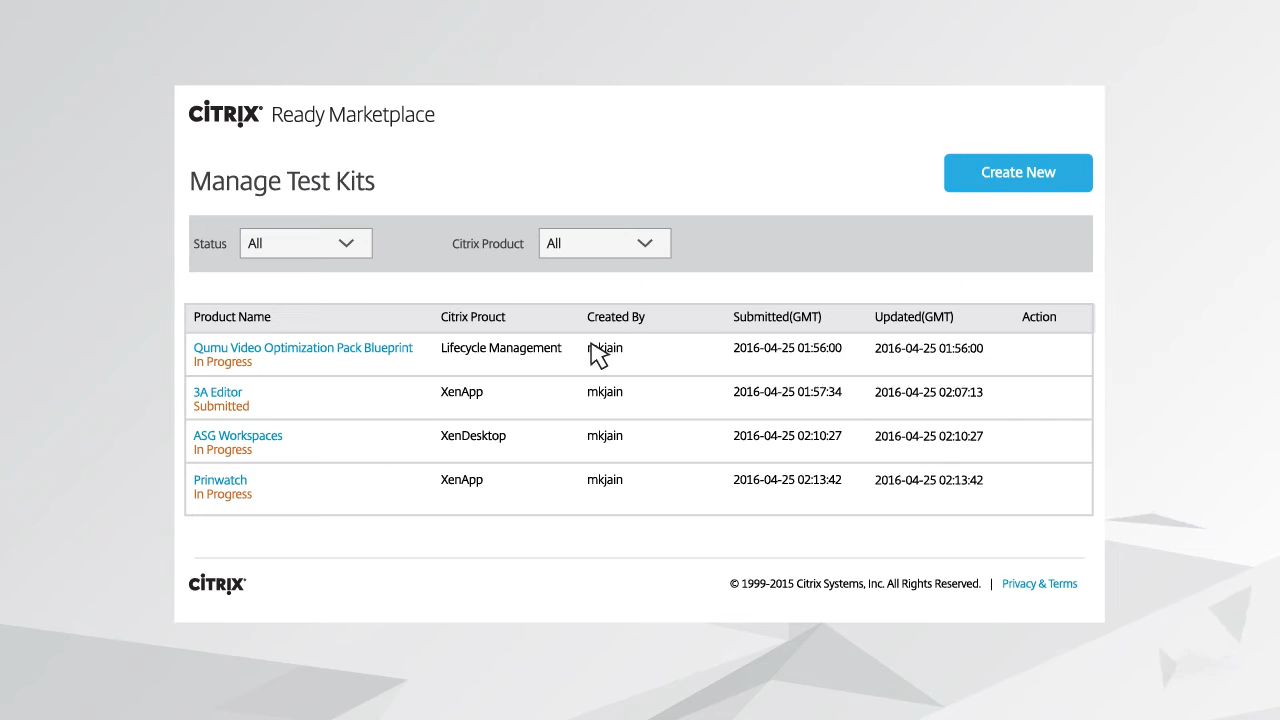 CITRIX Ready Marketplace
Manage Test Kits
Create New
Status All Citrix Product All
Product Name Citrix Prouct Created By Submitted(GMT) Updated(GMT) Action
Qumu Video Optimization Pack Blueprint Lifecycle Management mkjain 2016-04-25 01:56:00 2016-04-25 01:56:00
In Progress
3A Editor XenApp mkjain 2016-04-25 01:57:34 2016-04-25 02:07:13
Submitted
ASG Workspaces XenDesktop mkjain 2016-04-25 02:10:27 2016-04-25 02:10:27
In Progress
Prinwatch XenApp mkjain 2016-04-25 02:13:42 2016-04-25 02:13:42
In Progress
CITRIX © 1999-2015 Citrix Systems, Inc. All Rights Reserved. | Privacy & Terms